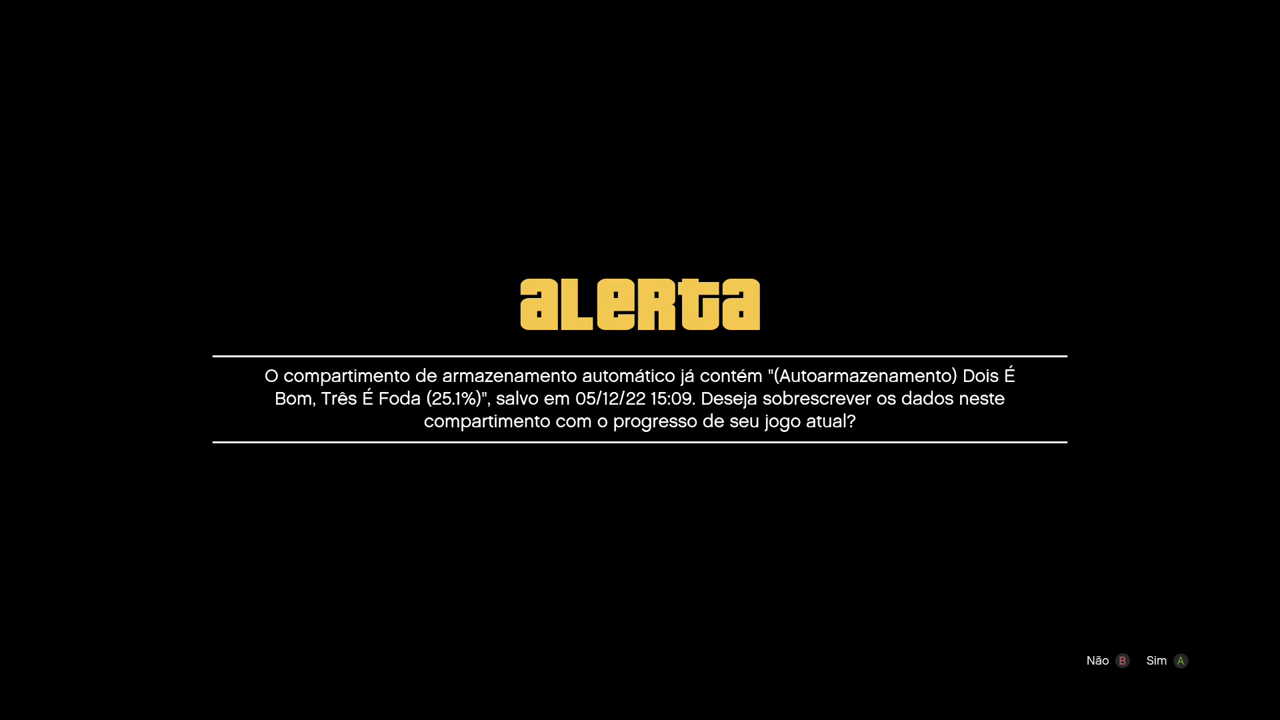 aLeRta
O compartimento de armazenamento automático já contém "(Autoarmazenamento) Dois É
Bom, Três É Foda (25.1%)", salvo em 05/12/22 15:09. Deseja sobrescrever os dados neste
compartimento com o progresso de seu jogo atual?
Não B Sim A